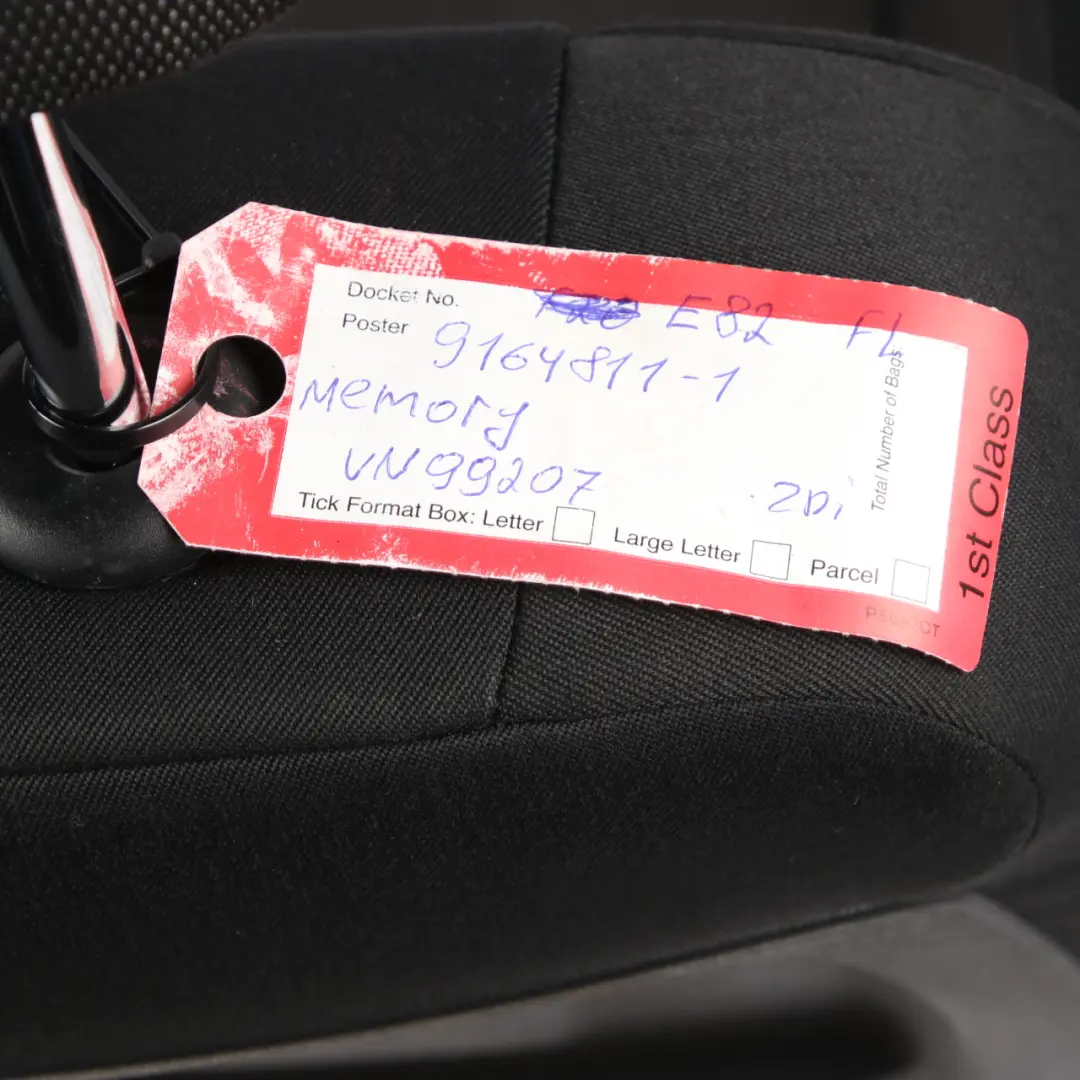 Docket No. E82 FL
Poster 9164811-1
Memory
VN99207 2Di
Tick Format Box: Letter Large Letter Parcel
Total Number of Bags
1st Class